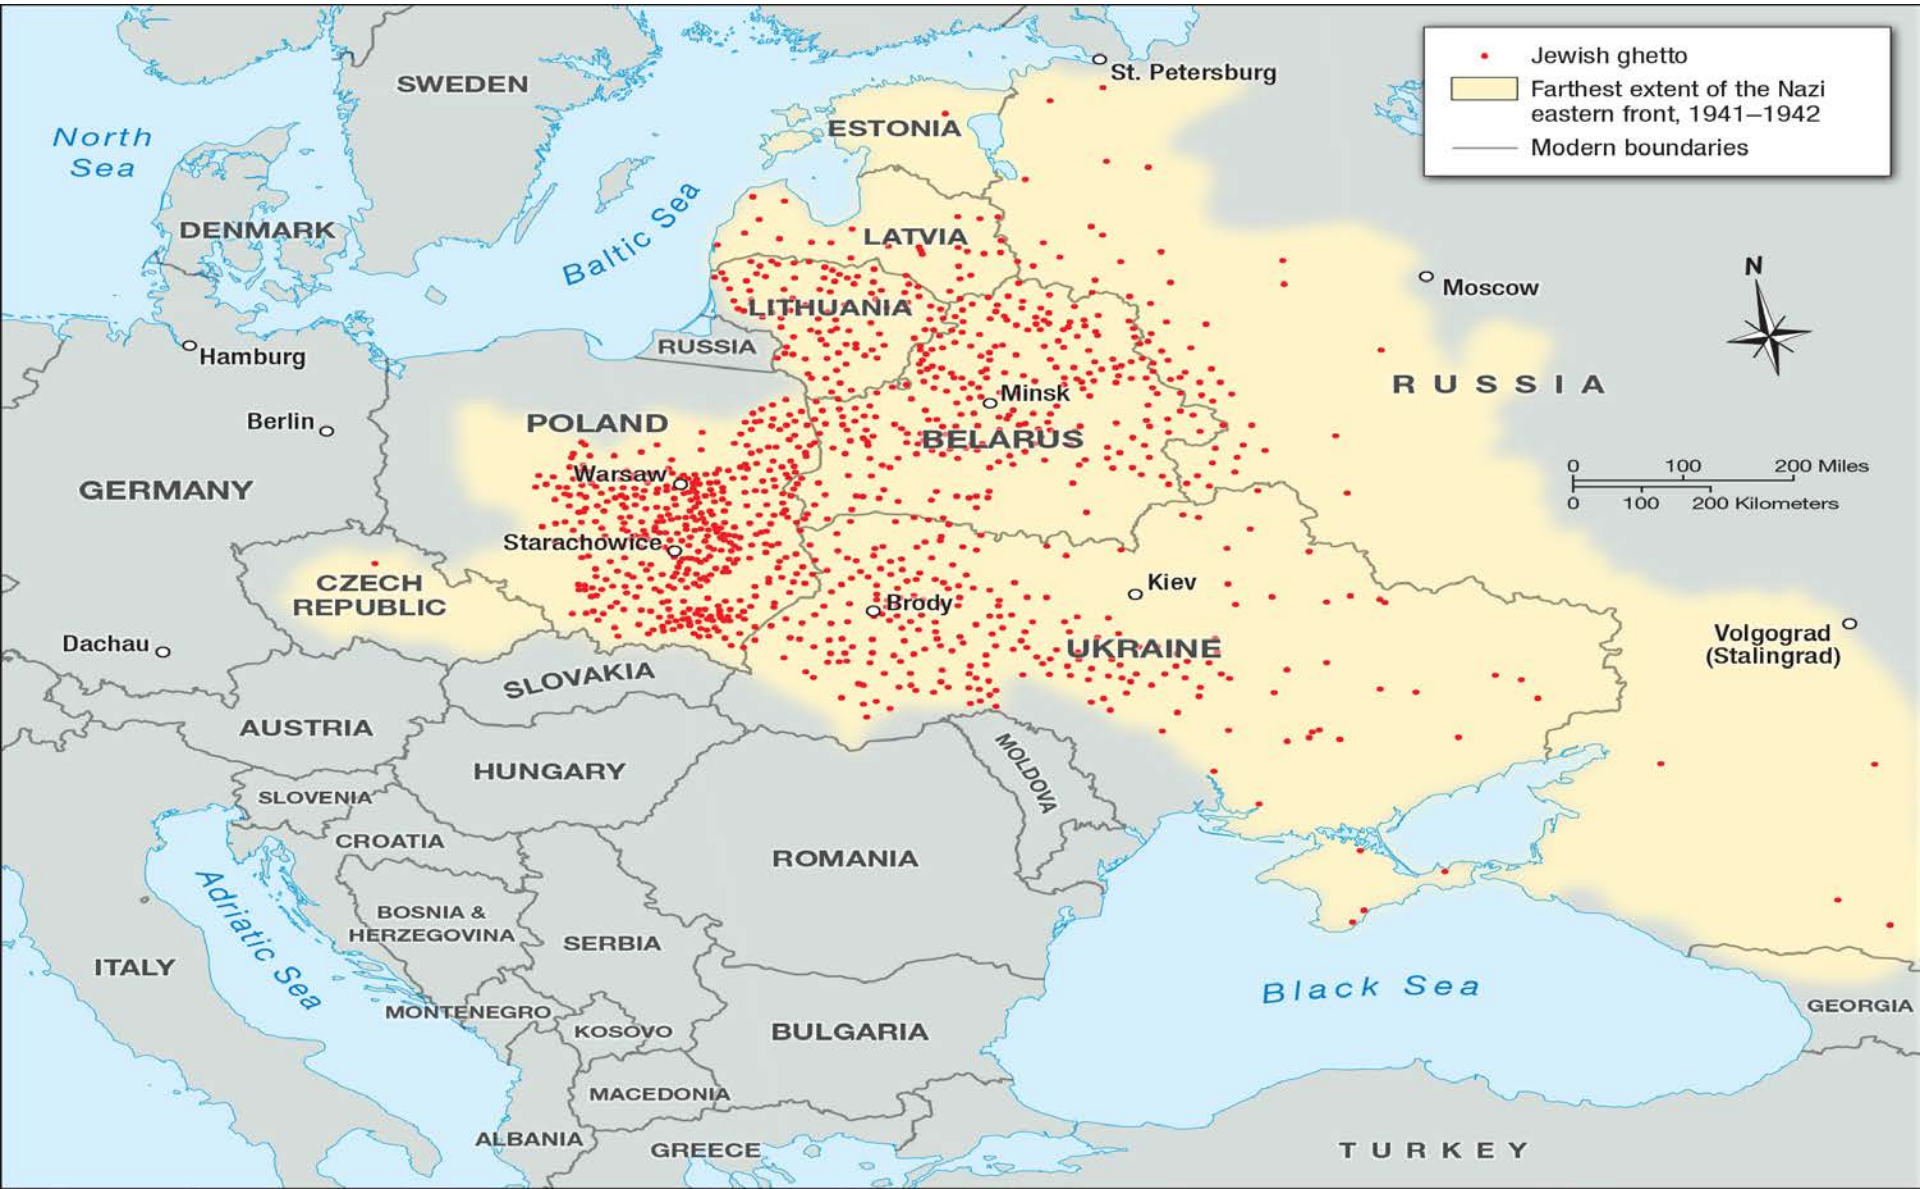 SWEDEN
St. Petersburg
Jewish ghetto
Farthest extent of the Nazi
eastern front, 1941–1942
Modern boundaries
North
Sea
ESTONIA
DENMARK
Baltic Sea
LATVIA
N
Moscow
LITHUANIA
RUSSIA
Hamburg
RUSSIA
Minsk
Berlin
POLAND
BELARUS
Warsaw
0 100 200 Miles
0 100 200 Kilometers
GERMANY
Starachowice
CZECH
REPUBLIC
Kiev
Brody
Dachau
UKRAINE
Volgograd
(Stalingrad)
SLOVAKIA
AUSTRIA
HUNGARY
MOLDOVA
SLOVENIA
CROATIA
ROMANIA
Adriatic Sea
BOSNIA &
HERZEGOVINA
SERBIA
ITALY
Black Sea
MONTENEGRO
KOSOVO
BULGARIA
GEORGIA
MACEDONIA
ALBANIA
GREECE
TURKEY